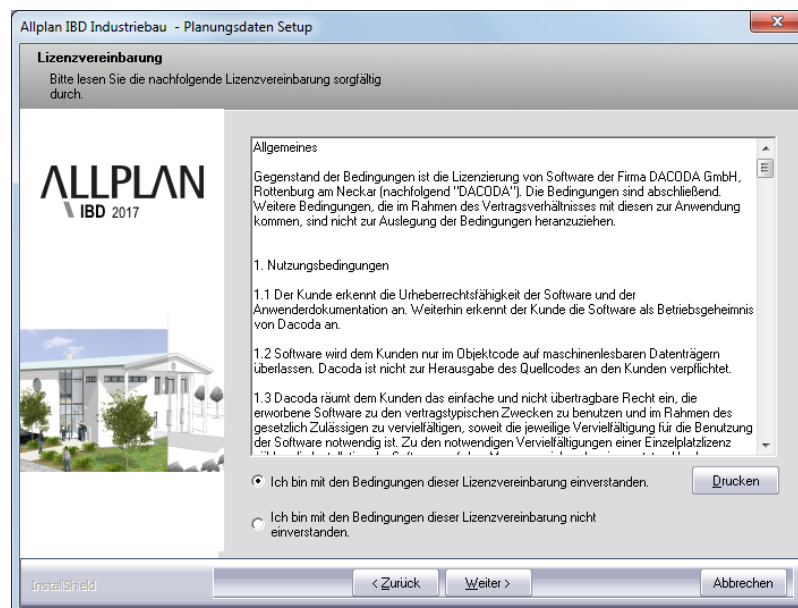 Allplan IBD Industriebau - Planungsdaten Setup
Lizenzvereinbarung
Bitte lesen Sie die nachfolgende Lizenzvereinbarung sorgfältig
durch.
ALLPLAN
IBD 2017
Allgemeines
Gegenstand der Bedingungen ist die Lizenzierung von Software der Firma DACODA GmbH,
Rottenburg am Neckar (nachfolgend "DACODA"). Die Bedingungen sind abschließend.
Weitere Bedingungen, die im Rahmen des Vertragsverhältnisses mit diesen zur Anwendung
kommen, sind nicht zur Auslegung der Bedingungen heranzuziehen.
1. Nutzungsbedingungen
1.1 Der Kunde erkennt die Urheberrechtsfähigkeit der Software und der
Anwenderdokumentation an. Weiterhin erkennt der Kunde die Software als Betriebsgeheimnis
von Dacoda an.
1.2 Software wird dem Kunden nur im Objektcode auf maschinenlesbaren Datenträgern
überlassen. Dacoda ist nicht zur Herausgabe des Quellcodes an den Kunden verpflichtet.
1.3 Dacoda räumt dem Kunden das einfache und nicht übertragbare Recht ein, die
erworbene Software zu den vertragstypischen Zwecken zu benutzen und im Rahmen des
gesetzlich Zulässigen zu vervielfältigen, soweit die jeweilige Vervielfältigung für die Benutzung
der Software notwendig ist. Zu den notwendigen Vervielfältigungen einer Einzelplatzlizenz
Ich bin mit den Bedingungen dieser Lizenzvereinbarung einverstanden.
Drucken
Ich bin mit den Bedingungen dieser Lizenzvereinbarung nicht
einverstanden.
InstallShield
< Zurück
Weiter >
Abbrechen